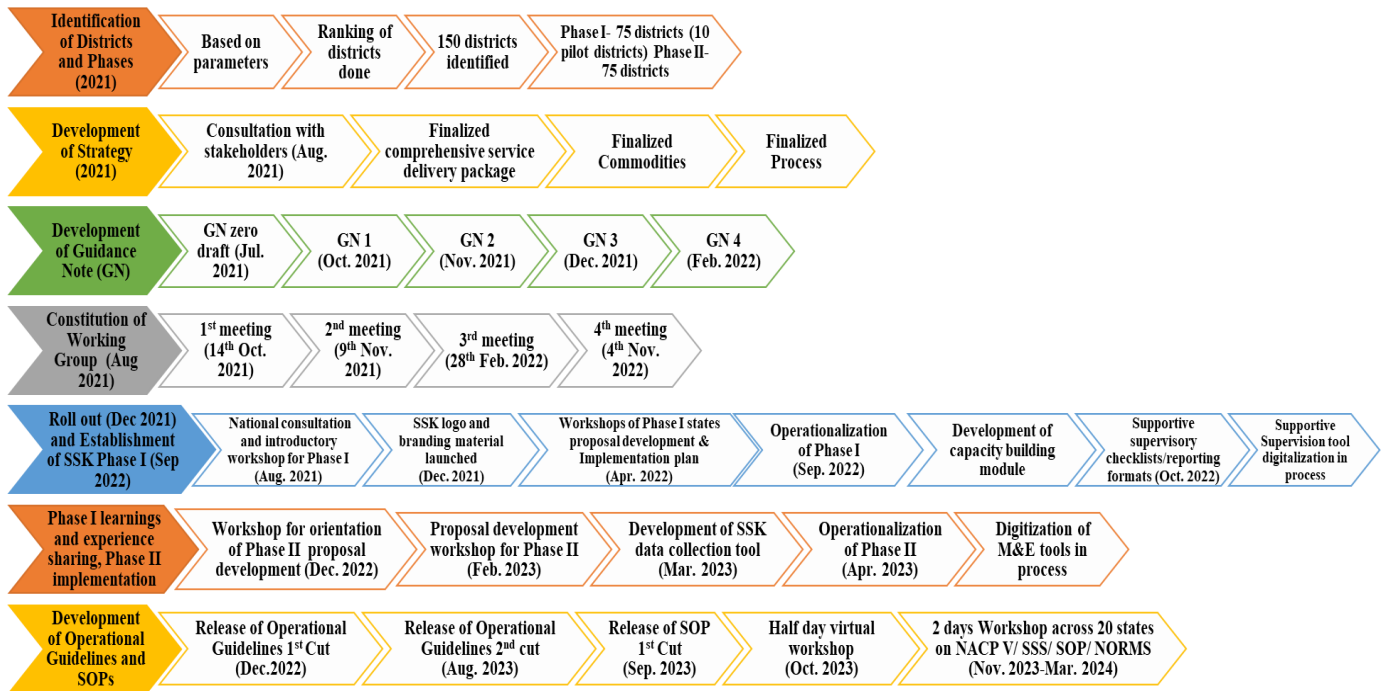 Identification
of Districts
and Phases
(2021)
Based on
parameters
Ranking of
districts
done
150 districts
identified
Phase I- 75 districts (10
pilot districts) Phase II-
75 districts
Development
of Strategy
(2021)
Consultation with
stakeholders (Aug.
2021)
Finalized
comprehensive service
delivery package
Finalized
Commodities
Finalized
Process
Development
of Guidance
Note (GN)
GN zero
draft (Jul.
2021)
GN 1
(Oct. 2021)
GN 2
(Nov. 2021)
GN 3
(Dec. 2021)
GN 4
(Feb. 2022)
Constitution of
Working
Group (Aug
2021)
1st meeting
(14th Oct.
2021)
2nd meeting
(9th Nov.
2021)
3rd meeting
(28th Feb. 2022)
4th meeting
(4th Nov.
2022)
Roll out (Dec 2021)
and Establishment
of SSK Phase I (Sep
2022)
National consultation
and introductory
workshop for Phase I
(Aug. 2021)
SSK logo and
branding material
launched
(Dec. 2021)
Workshops of Phase I states
proposal development &
Implementation plan
(Apr. 2022)
Operationalization
of Phase I
(Sep. 2022)
Development of
capacity building
module
Supportive
supervisory
checklists/reporting
formats (Oct. 2022)
Supportive
Supervision tool
digitalization in
process
Phase I learnings
and experience
sharing, Phase II
implementation
Workshop for orientation
of Phase II proposal
development (Dec. 2022)
Proposal development
workshop for Phase II
(Feb. 2023)
Development of SSK
data collection tool
(Mar. 2023)
Operationalization
of Phase II
(Apr. 2023)
Digitization of
M&E tools in
process
Development
of Operational
Guidelines and
SOPs
Release of Operational
Guidelines 1st Cut
(Dec.2022)
Release of Operational
Guidelines 2nd cut
(Aug. 2023)
Release of SOP
1st Cut
(Sep. 2023)
Half day virtual
workshop
(Oct. 2023)
2 days Workshop across 20 states
on NACP V/ SSS/ SOP/ NORMS
(Nov. 2023-Mar. 2024)